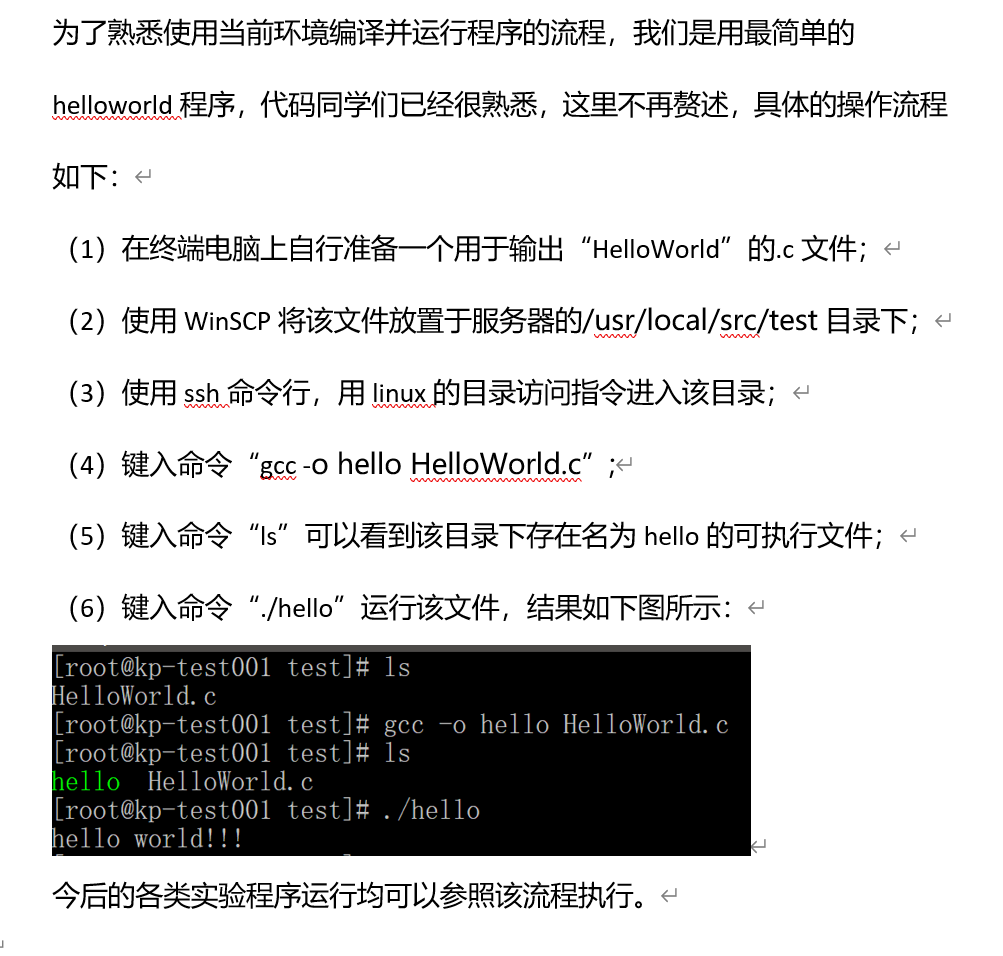 为了熟悉使用当前环境编译并运行程序的流程，我们是用最简单的
helloworld 程序，代码同学们已经很熟悉，这里不再赘述，具体的操作流程
如下：
（1）在终端电脑上自行准备一个用于输出“HelloWorld”的.c 文件；
（2）使用 WinSCP 将该文件放置于服务器的/usr/local/src/test 目录下；
（3）使用 ssh 命令行，用 linux 的目录访问指令进入该目录；
（4）键入命令“gcc -o hello HelloWorld.c”;
（5）键入命令“ls”可以看到该目录下存在名为 hello 的可执行文件；
（6）键入命令“./hello”运行该文件，结果如下图所示：
[root@kp-test001 test]# ls
HelloWorld.c
[root@kp-test001 test]# gcc -o hello HelloWorld.c
[root@kp-test001 test]# ls
hello  HelloWorld.c
[root@kp-test001 test]# ./hello
hello world!!!
今后的各类实验程序运行均可以参照该流程执行。